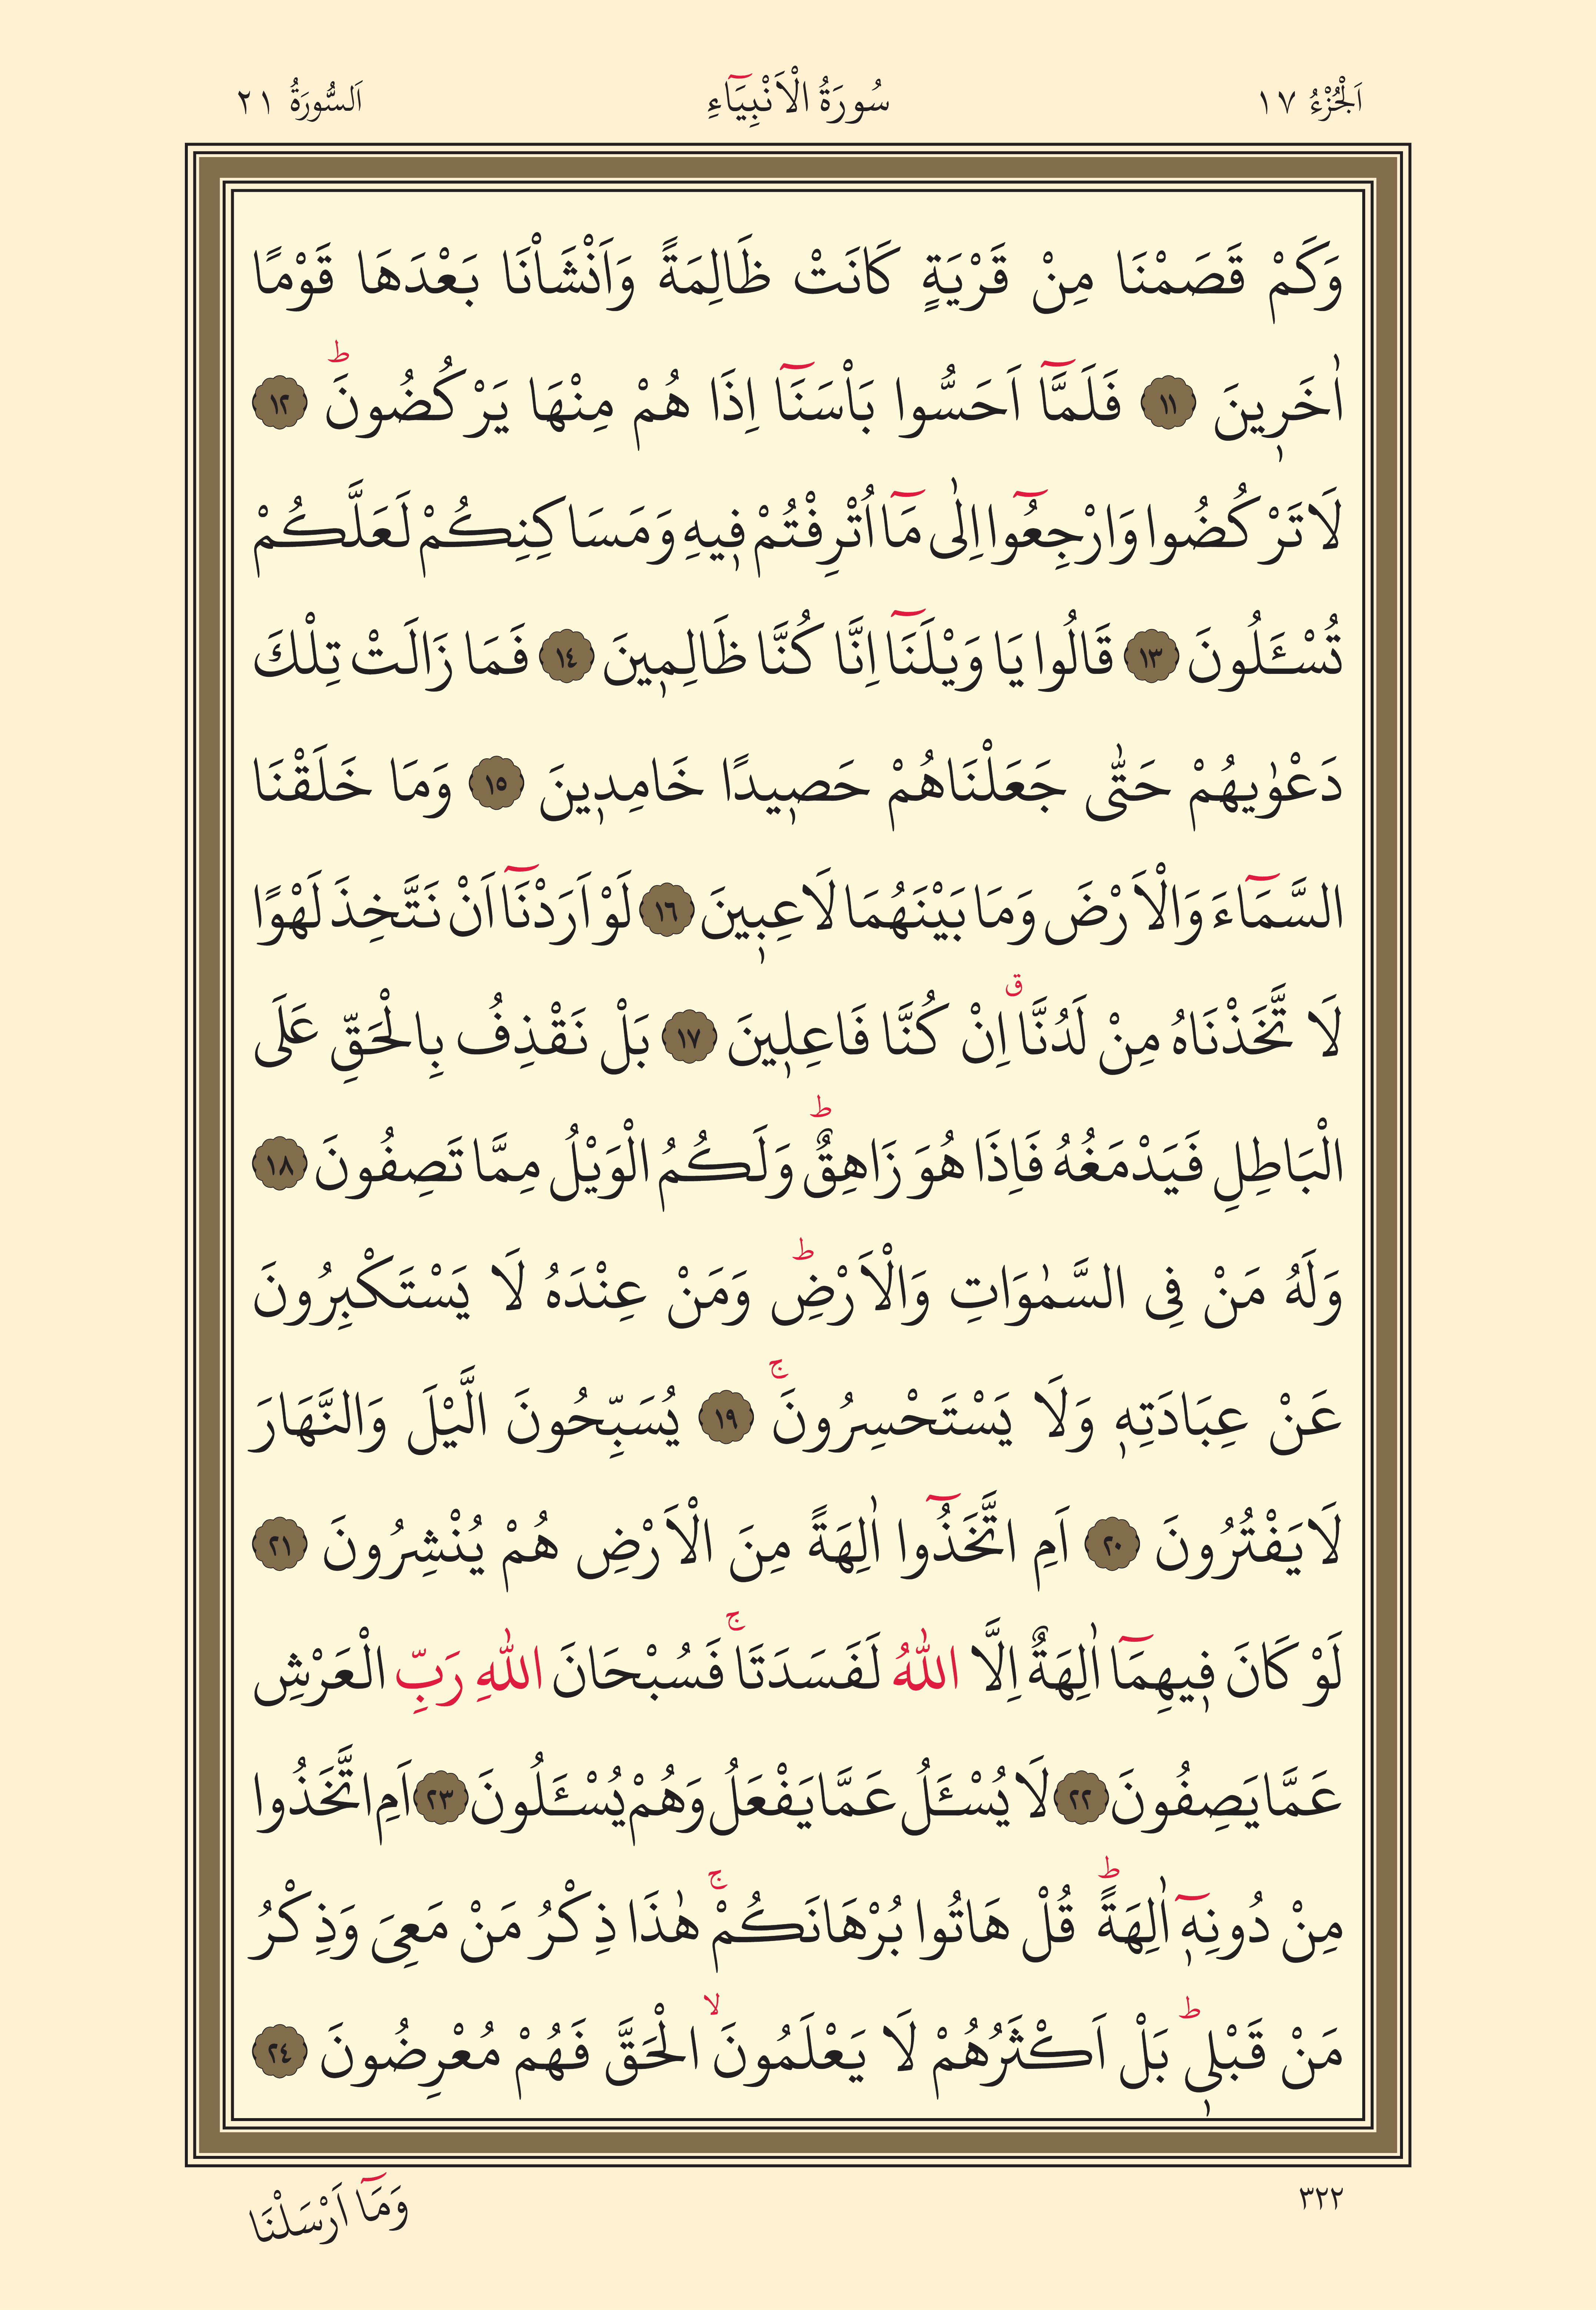 اَلْجُزْءُ ١٧ سُورَةُ الْاَنْبِيَٓاءِ اَلسُّورَةُ ٢١
وَكَمْ قَصَمْنَا مِنْ قَرْيَةٍ كَانَتْ ظَالِمَةً وَاَنْشَاْنَا بَعْدَهَا قَوْمًا
اٰخَرٖينَ ١١ فَلَمَّٓا اَحَسُّوا بَاْسَنَٓا اِذَا هُمْ مِنْهَا يَرْكُضُونَؕ ١٢
لَا تَرْكُضُوا وَارْجِعُٓوا اِلٰى مَٓا اُتْرِفْتُمْ فٖيهِ وَمَسَاكِنِكُمْ لَعَلَّكُمْ
تُسْـَٔلُونَ ١٣ قَالُوا يَا وَيْلَنَٓا اِنَّا كُنَّا ظَالِمٖينَ ١٤ فَمَا زَالَتْ تِلْكَ
دَعْوٰيهُمْ حَتّٰى جَعَلْنَاهُمْ حَصٖيدًا خَامِدٖينَ ١٥ وَمَا خَلَقْنَا
السَّمَٓاءَ وَالْاَرْضَ وَمَا بَيْنَهُمَا لَاعِبٖينَ ١٦ لَوْ اَرَدْنَٓا اَنْ نَتَّخِذَ لَهْوًا
لَا تَّخَذْنَاهُ مِنْ لَدُنَّاࣗ اِنْ كُنَّا فَاعِلٖينَ ١٧ بَلْ نَقْذِفُ بِالْحَقِّ عَلَى
الْبَاطِلِ فَيَدْمَغُهُ فَاِذَا هُوَ زَاهِقٌؕ وَلَكُمُ الْوَيْلُ مِمَّا تَصِفُونَ ١٨
وَلَهُ مَنْ فِى السَّمٰوَاتِ وَالْاَرْضِؕ وَمَنْ عِنْدَهُ لَا يَسْتَكْبِرُونَ
عَنْ عِبَادَتِهٖ وَلَا يَسْتَحْسِرُونَۚ ١٩ يُسَبِّحُونَ الَّيْلَ وَالنَّهَارَ
لَا يَفْتُرُونَ ٢٠ اَمِ اتَّخَذُٓوا اٰلِهَةً مِنَ الْاَرْضِ هُمْ يُنْشِرُونَ ٢١
لَوْ كَانَ فٖيهِمَٓا اٰلِهَةٌ اِلَّا اللّٰهُ لَفَسَدَتَاۚ فَسُبْحَانَ اللّٰهِ رَبِّ الْعَرْشِ
عَمَّا يَصِفُونَ ٢٢ لَا يُسْـَٔلُ عَمَّا يَفْعَلُ وَهُمْ يُسْـَٔلُونَ ٢٣ اَمِ اتَّخَذُوا
مِنْ دُونِهٖٓ اٰلِهَةًؕ قُلْ هَاتُوا بُرْهَانَكُمْۚ هٰذَا ذِكْرُ مَنْ مَعِىَ وَذِكْرُ
مَنْ قَبْلٖىؕ بَلْ اَكْثَرُهُمْ لَا يَعْلَمُونَۙ الْحَقَّ فَهُمْ مُعْرِضُونَ ٢٤
٣٢٢ وَمَٓا اَرْسَلْنَا